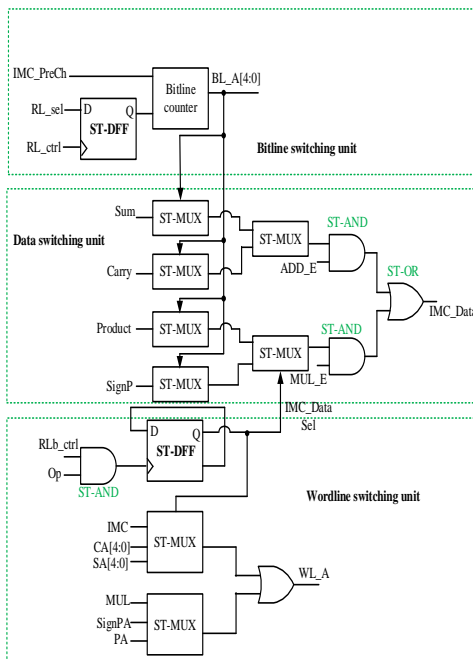 IMC_PreCh
Bitline
counter
BL_A[4:0]
RL_sel
D
Q
ST-DFF
RL_ctrl
Bitline switching unit
Sum
ST-MUX
ST-AND
Data switching unit
ST-MUX
Carry
ST-MUX
ADD_E
ST-OR
IMC_Data
Product
ST-MUX
ST-AND
ST-MUX
SignP
ST-MUX
MUL_E
IMC_Data
Sel
D
Q
ST-DFF
RLb_ctrl
Op
ST-AND
Wordline switching unit
IMC
CA[4:0]
SA[4:0]
ST-MUX
WL_A
MUL
SignPA
PA
ST-MUX